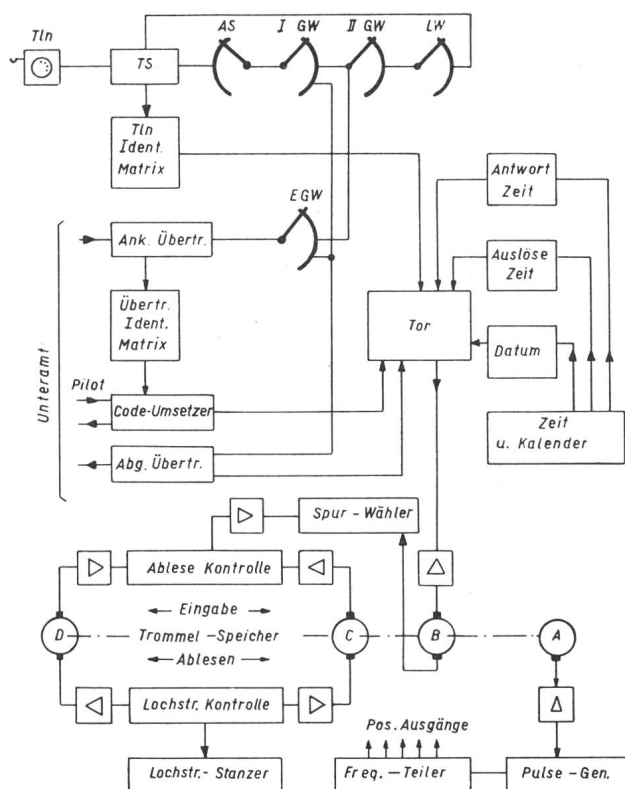 Tln
AS
I GW
II GW
LW
TS
Tln
Ident.
Matrix
Antwort
Zeit
E GW
Ank. Übertr.
Auslöse
Zeit
Übertr.
Ident.
Matrix
Tor
Datum
Unteramt
Pilot
Code-Umsetzer
Zeit
u. Kalender
Abg. Übertr.
Spur - Wähler
Ablese Kontrolle
Eingabe
D
Trommel - Speicher
C
B
A
Ablesen
Lochstr. Kontrolle
Pos. Ausgänge
Lochstr.- Stanzer
Freq. - Teiler
Pulse - Gen.